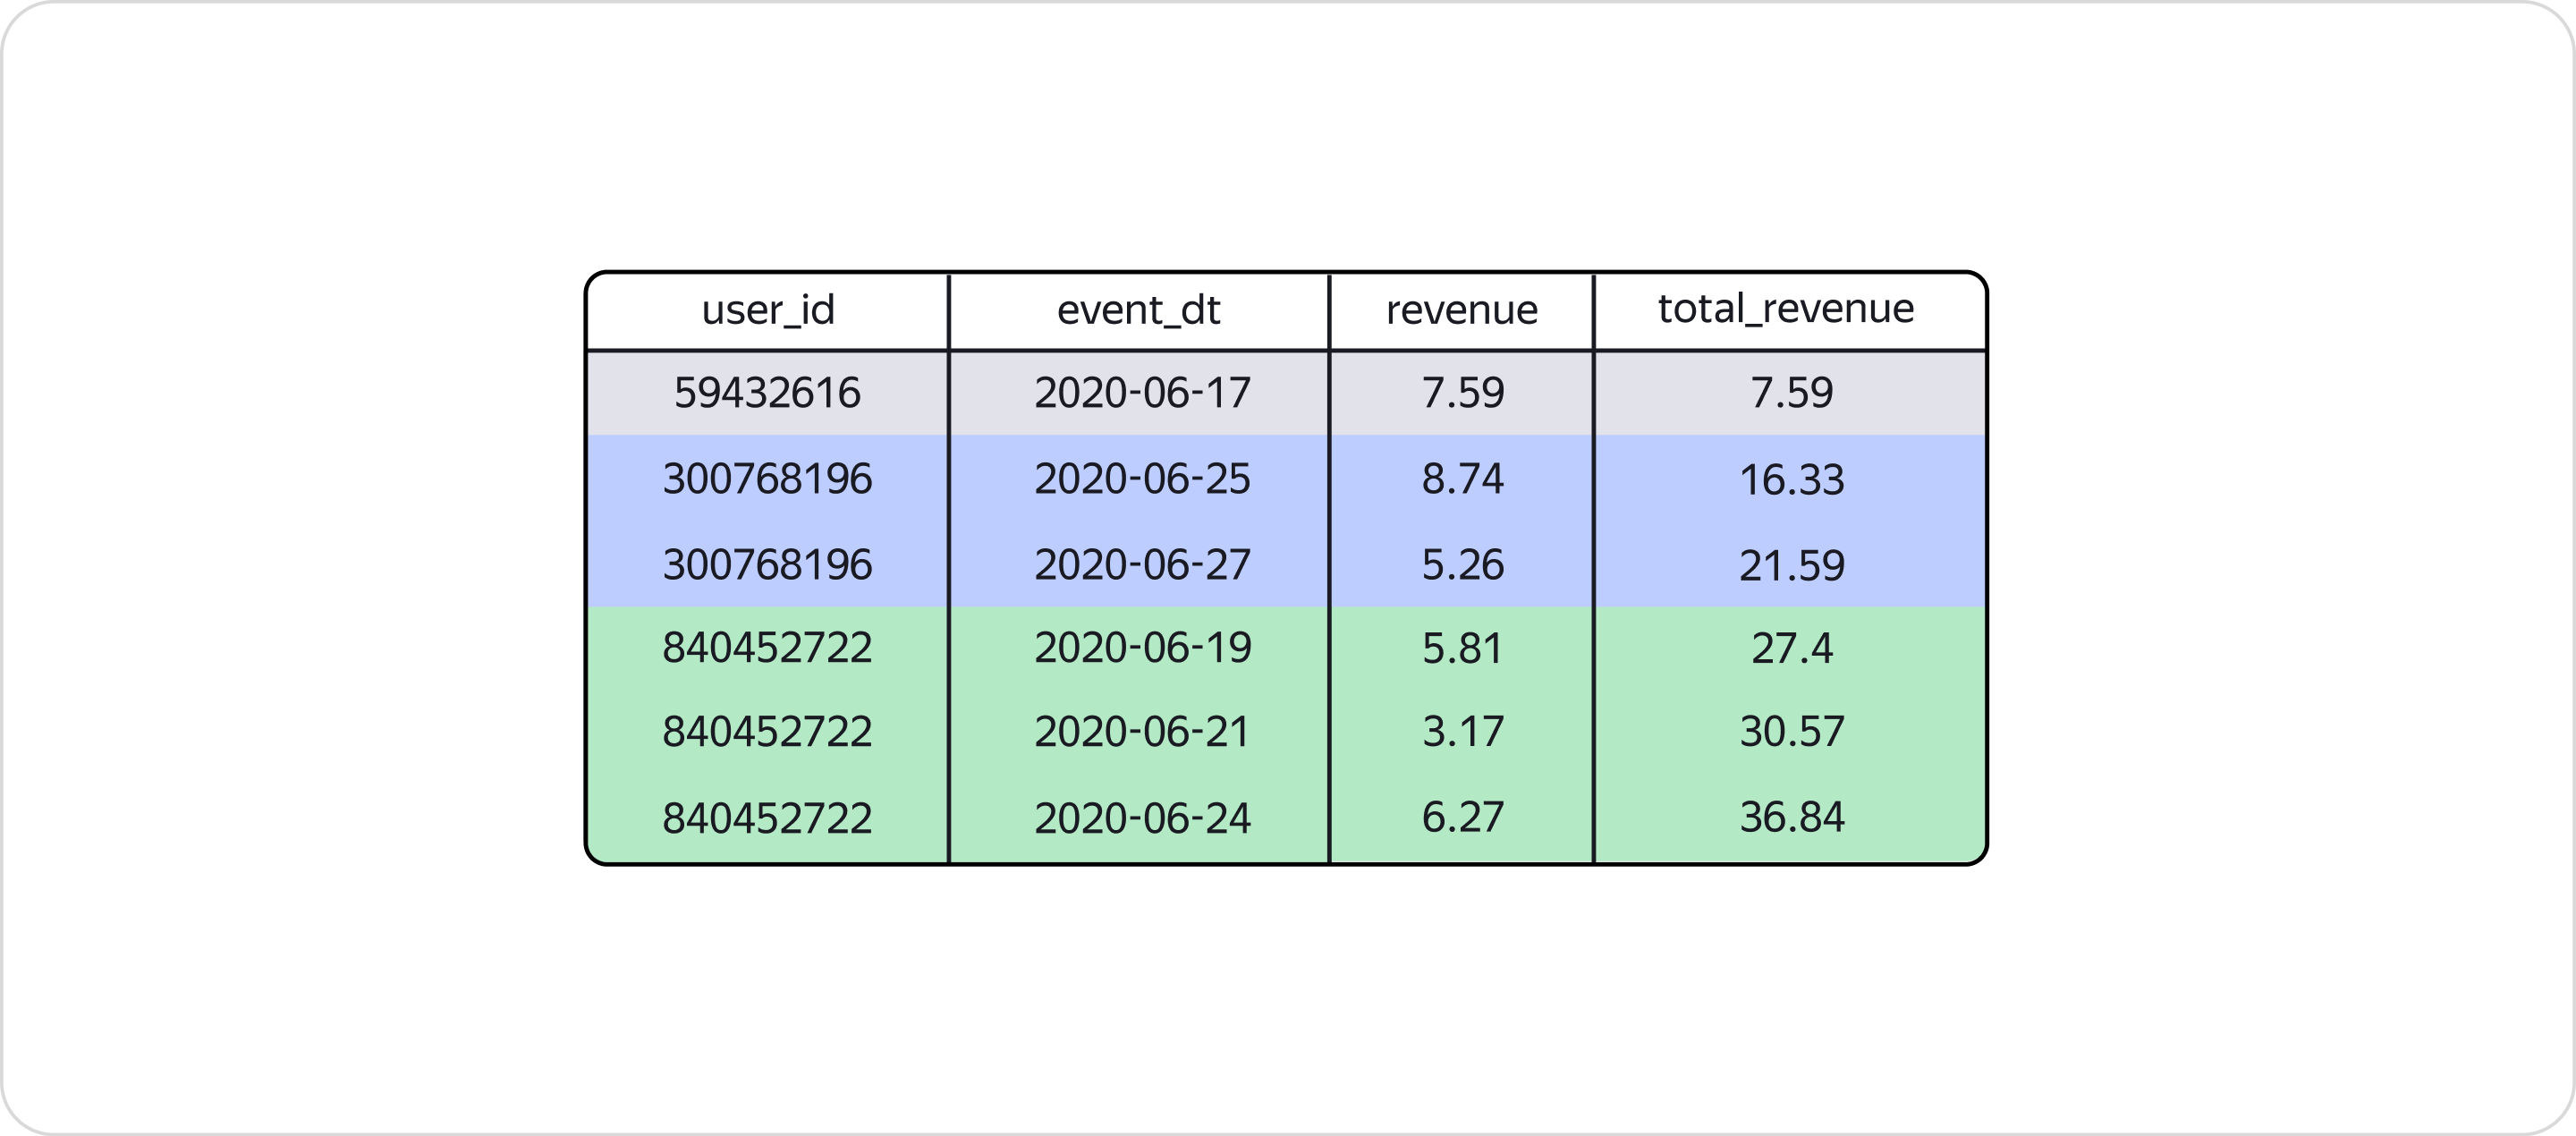 user_id event_dt revenue total_revenue
59432616 2020-06-17 7.59 7.59
300768196 2020-06-25 8.74 16.33
300768196 2020-06-27 5.26 21.59
840452722 2020-06-19 5.81 27.4
840452722 2020-06-21 3.17 30.57
840452722 2020-06-24 6.27 36.84